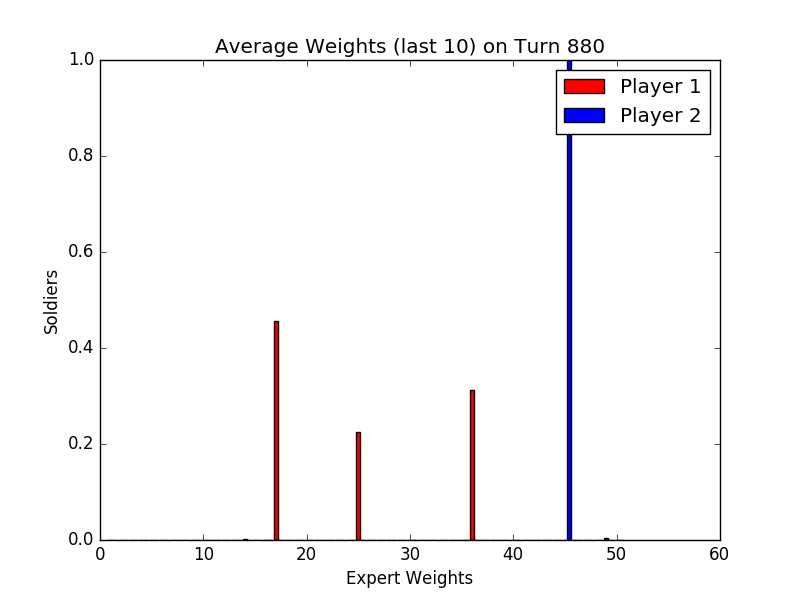 Average Weights (last 10) on Turn 880
Player 1
Player 2
1.0
0.8
0.6
0.4
0.2
0.0
Soldiers
0 10 20 30 40 50 60
Expert Weights